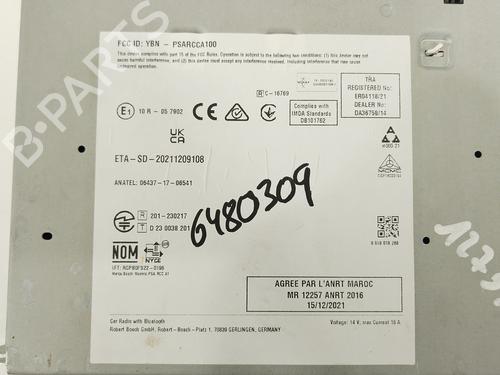 FCC ID: YBN - PSARCCA100
This device complies with part 15 of the FCC Rules. Operation is subject to the following two conditions: (1) this device may not
cause harmful interference, and (2) this device must accept any interference received, including interference that may
cause undesired operation.
E1
10 R - 05 7902
CE
R C-16769
Complies with
IMDA Standards
DB101762
TRA
REGISTERED No:
ER04118/21
DEALER No:
DA36758/14
UK
CA
ETA-SD-20211209108
ANATEL: 06437-17-06541
R 201-230217
T D 23 0038 201
6480309
NOM
NYCE
AGREE PAR L'ANRT MAROC
MR 12257 ANRT 2016
15/12/2021
Car Radio with Bluetooth
Robert Bosch GmbH, Robert-Bosch-Platz 1, 70839 GERLINGEN, GERMANY
Voltage: 14 V, max Current 15 A
B-PARTS